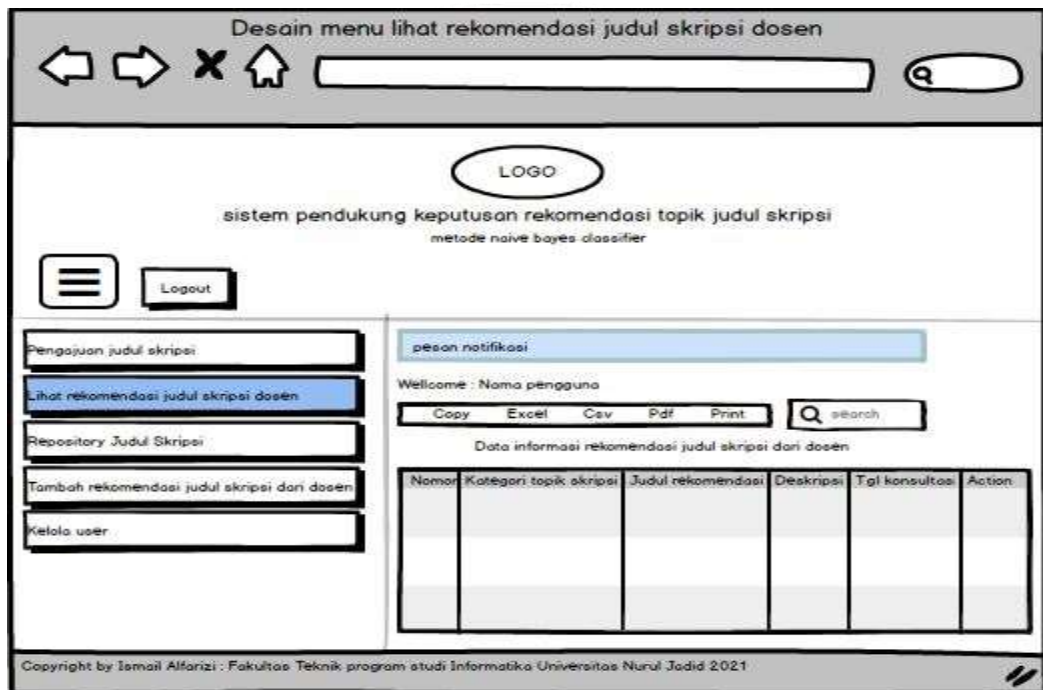 Desain menu lihat rekomendasi judul skripsi dosen
LOGO
sistem pendukung keputusan rekomendasi topik judul skripsi
metode naive bayes classifier
Logout
Pengajuan judul skripsi
Lihat rekomendasi judul skripsi dosen
Repository Judul Skripsi
Tambah rekomendasi judul skripsi dari dosen
Kelola user
pesan notifikasi
Wellcome : Nama pengguna
Copy Excel Csv Pdf Print
search
Data informasi rekomendasi judul skripsi dari dosen
Nomor Kategori topik skripsi Judul rekomendasi Deskripsi Tgl konsultasi Action
Copyright by Ismail Alfarizi : Fakultas Teknik program studi Informatika Universitas Nurul Jadid 2021